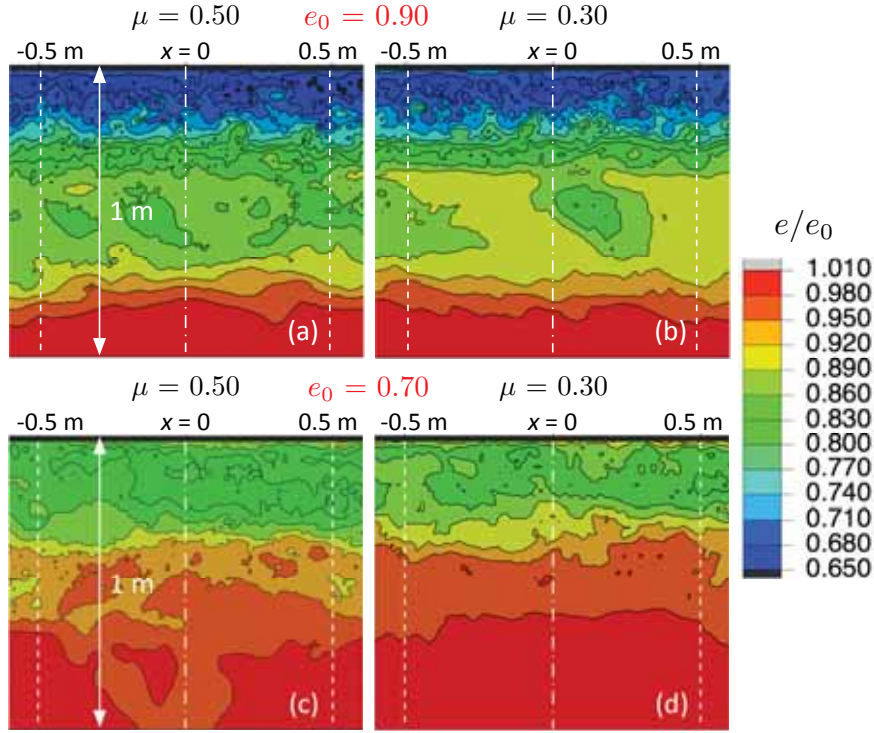 μ = 0.50 e₀ = 0.90 μ = 0.30
-0.5 m x = 0 0.5 m -0.5 m x = 0 0.5 m
1 m
(a) (b)
e/e₀
1.010
0.980
0.950
0.920
0.890
0.860
0.830
0.800
0.770
0.740
0.710
0.680
0.650
μ = 0.50 e₀ = 0.70 μ = 0.30
-0.5 m x = 0 0.5 m x = 0 0.5 m
-0.5 m
1 m
(c) (d)